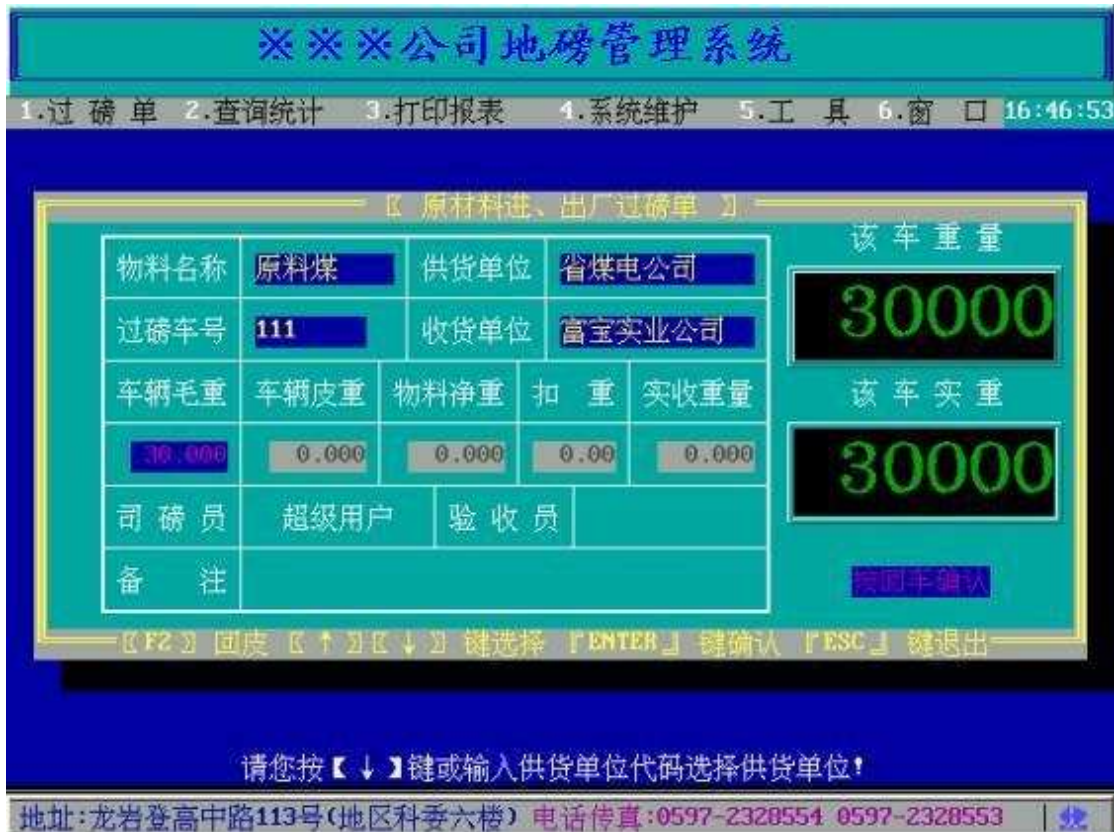 ※※※公司地磅管理系统
1.过 磅 单 2.查询统计 3.打印报表 4.系统维护 5.工 具 6.窗 口 16:46:53
〖 原材料进、出厂过磅单 〗
该车重量
物料名称 原料煤 供货单位 省煤电公司
30000
过磅车号 111 收货单位 富宝实业公司
车辆毛重 车辆皮重 物料净重 扣 重 实收重量
该车实重
30.000 0.000 0.000 0.00 0.000
30000
司 磅 员 超级用户 验 收 员
备 注
按回车确认
〖F2〗 回皮 〖↑〗〖↓〗 键选择 『ENTER』 键确认 『ESC』 键退出
请您按【↓】键或输入供货单位代码选择供货单位!
地址:龙岩登高中路113号(地区科委六楼) 电话传真:0597-2328554 0597-2328553